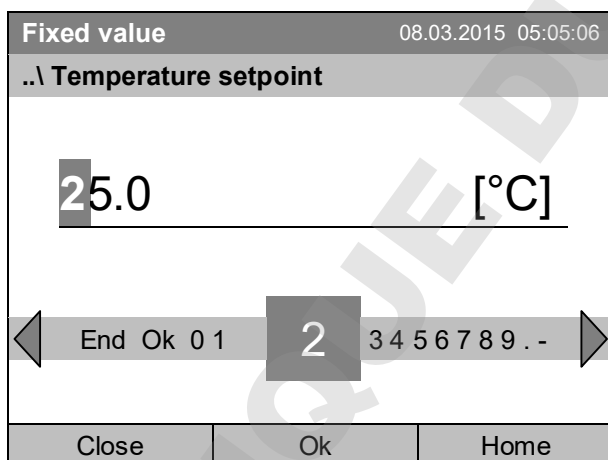 Fixed value 08.03.2015 05:05:06
..\ Temperature setpoint
25.0 [°C]
End Ok 0 1 2 3 4 5 6 7 8 9 . -
Close Ok Home